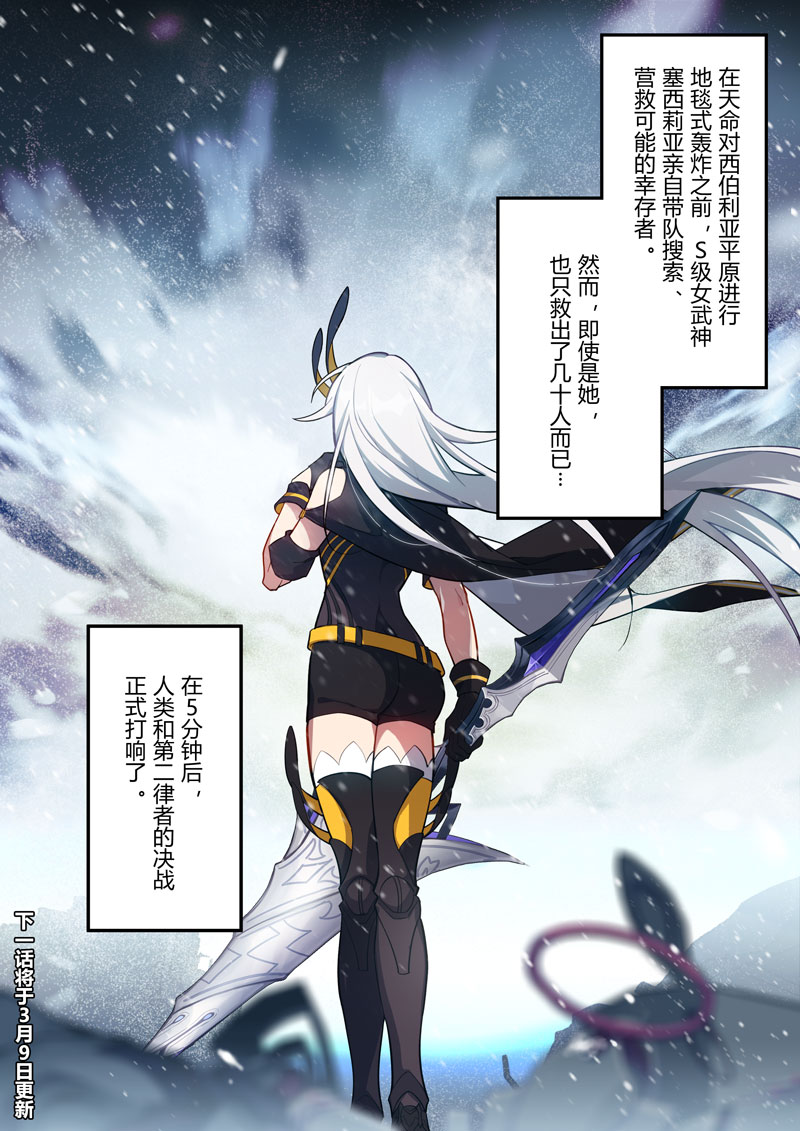 在天命对西伯利亚平原进行
地毯式轰炸之前，S级女武神
塞西莉亚亲自带队搜索、
营救可能的幸存者。
然而，即使是她，
也只救出了几十人而已…
在5分钟后，
人类和第二律者的决战
正式打响了。
下一话将于3月9日更新